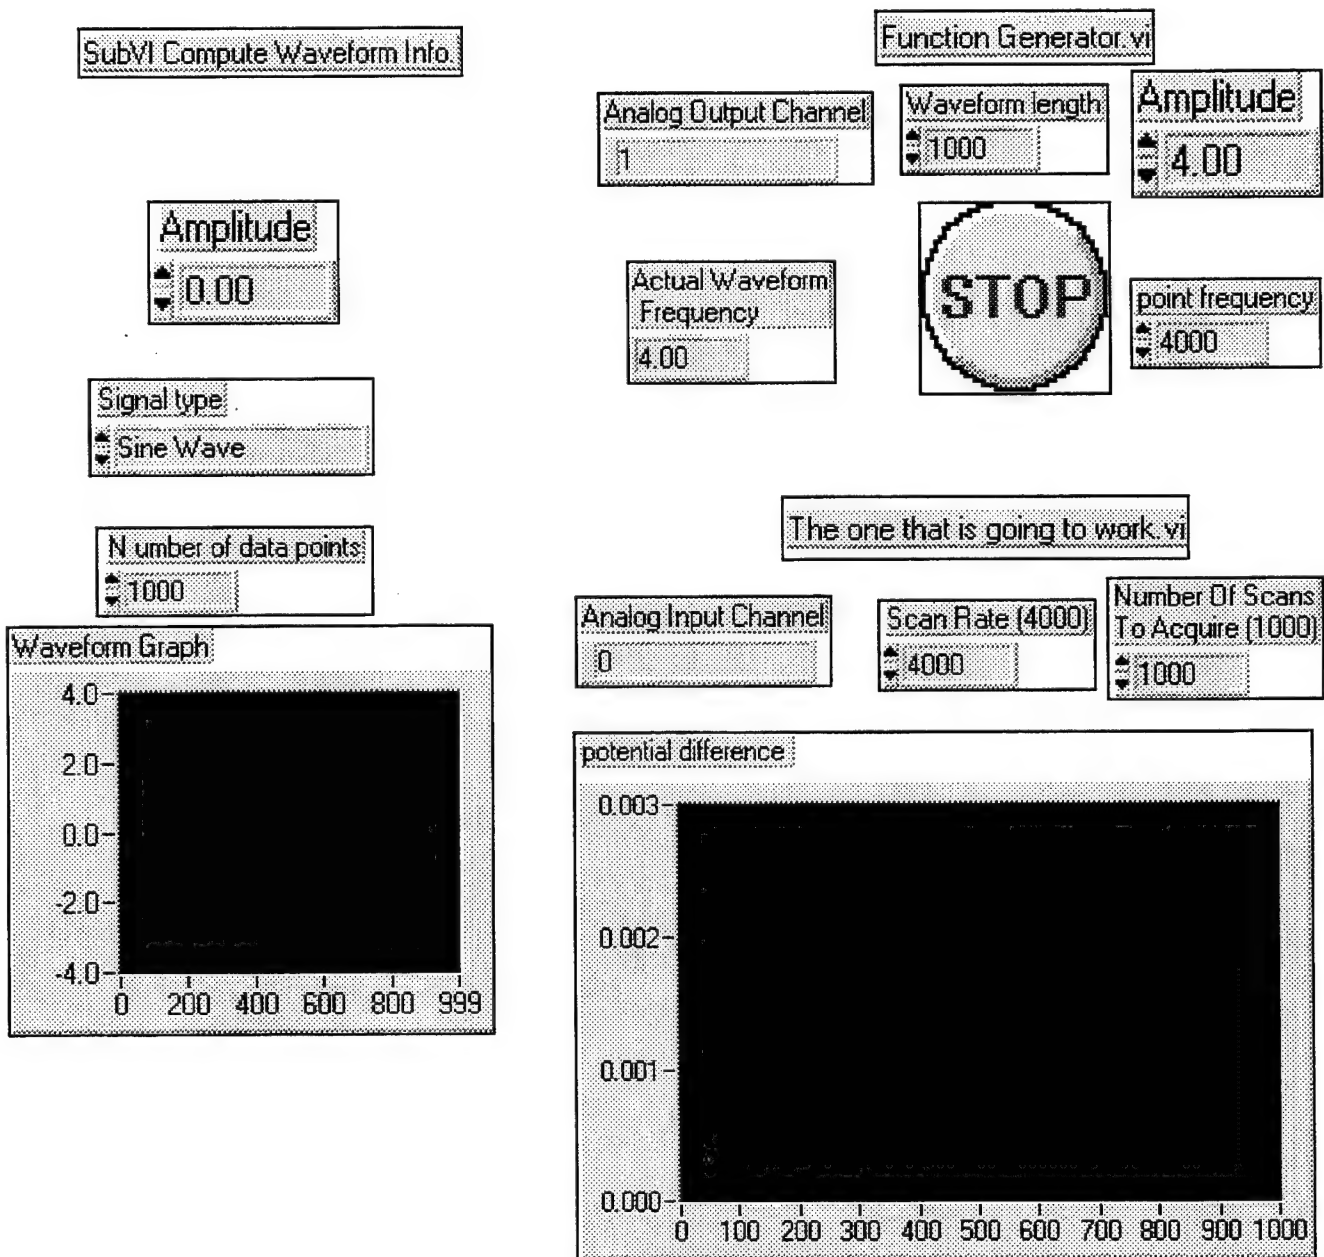 SubVI Compute Waveform Info.
Amplitude
0.00
Signal type
Sine Wave
N umber of data points
1000
Waveform Graph
4.0
2.0
0.0
-2.0
-4.0
0 200 400 600 800 999
Function Generator.vi
Analog Output Channel
1
Waveform length
1000
Amplitude
4.00
Actual Waveform
Frequency
4.00
STOP
point frequency
4000
The one that is going to work.vi
Analog Input Channel
0
Scan Rate (4000)
4000
Number Of Scans
To Acquire (1000)
1000
potential difference
0.003
0.002
0.001
0.000
0 100 200 300 400 500 600 700 800 900 1000